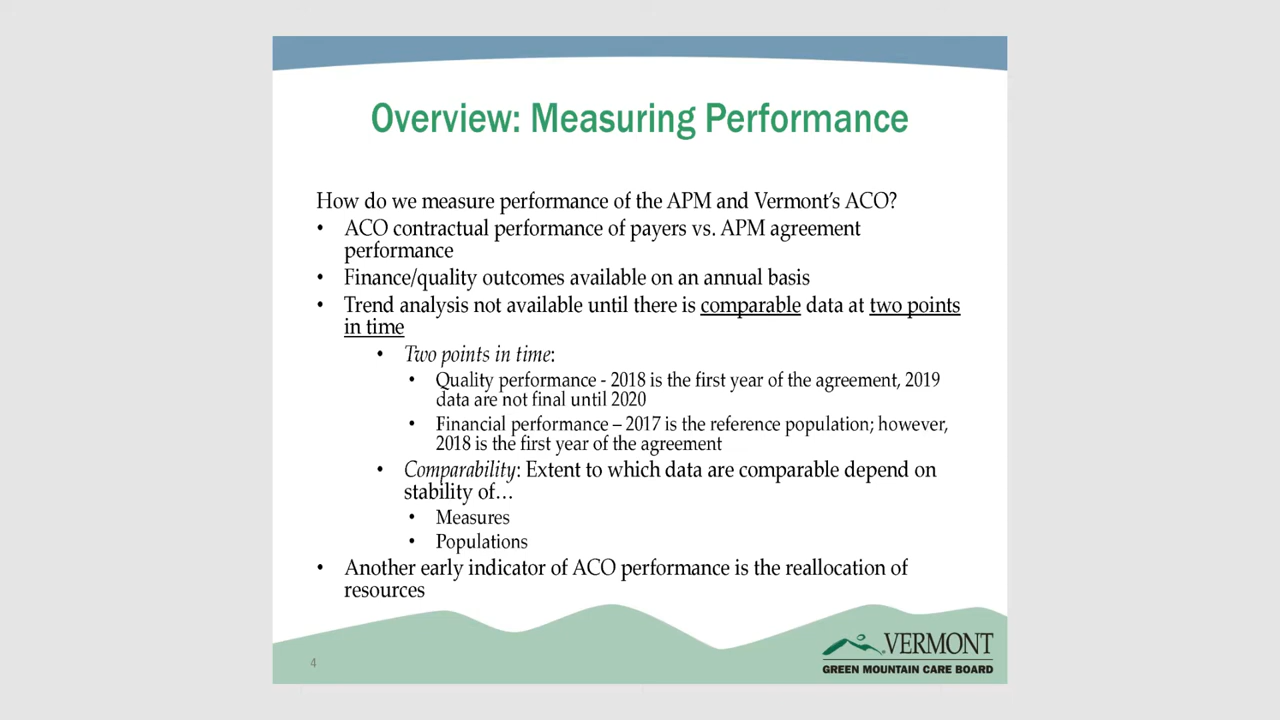 Overview: Measuring Performance
How do we measure performance of the APM and Vermont's ACO?
• ACO contractual performance of payers vs. APM agreement
performance
• Finance/quality outcomes available on an annual basis
• Trend analysis not available until there is comparable data at two points
in time
• Two points in time:
• Quality performance - 2018 is the first year of the agreement, 2019
data are not final until 2020
• Financial performance – 2017 is the reference population; however,
2018 is the first year of the agreement
• Comparability: Extent to which data are comparable depend on
stability of…
• Measures
• Populations
• Another early indicator of ACO performance is the reallocation of
resources
4
VERMONT
GREEN MOUNTAIN CARE BOARD